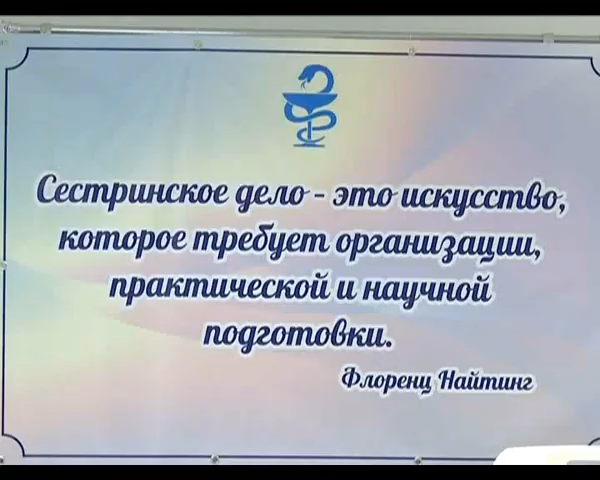 Сестринское дело - это искусство,
которое требует организации,
практической и научной
подготовки.
Флоренц Найтинг